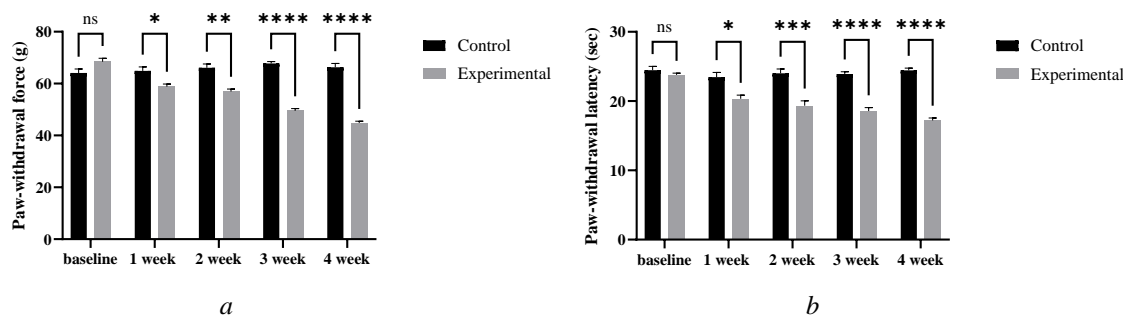 Paw-withdrawal force (g)
80
60
40
20
0
ns
*
**
****
****
baseline 1 week 2 week 3 week 4 week
Control
Experimental
a
Paw-withdrawal latency (sec)
30
20
10
0
ns
*
***
****
****
baseline 1 week 2 week 3 week 4 week
Control
Experimental
b